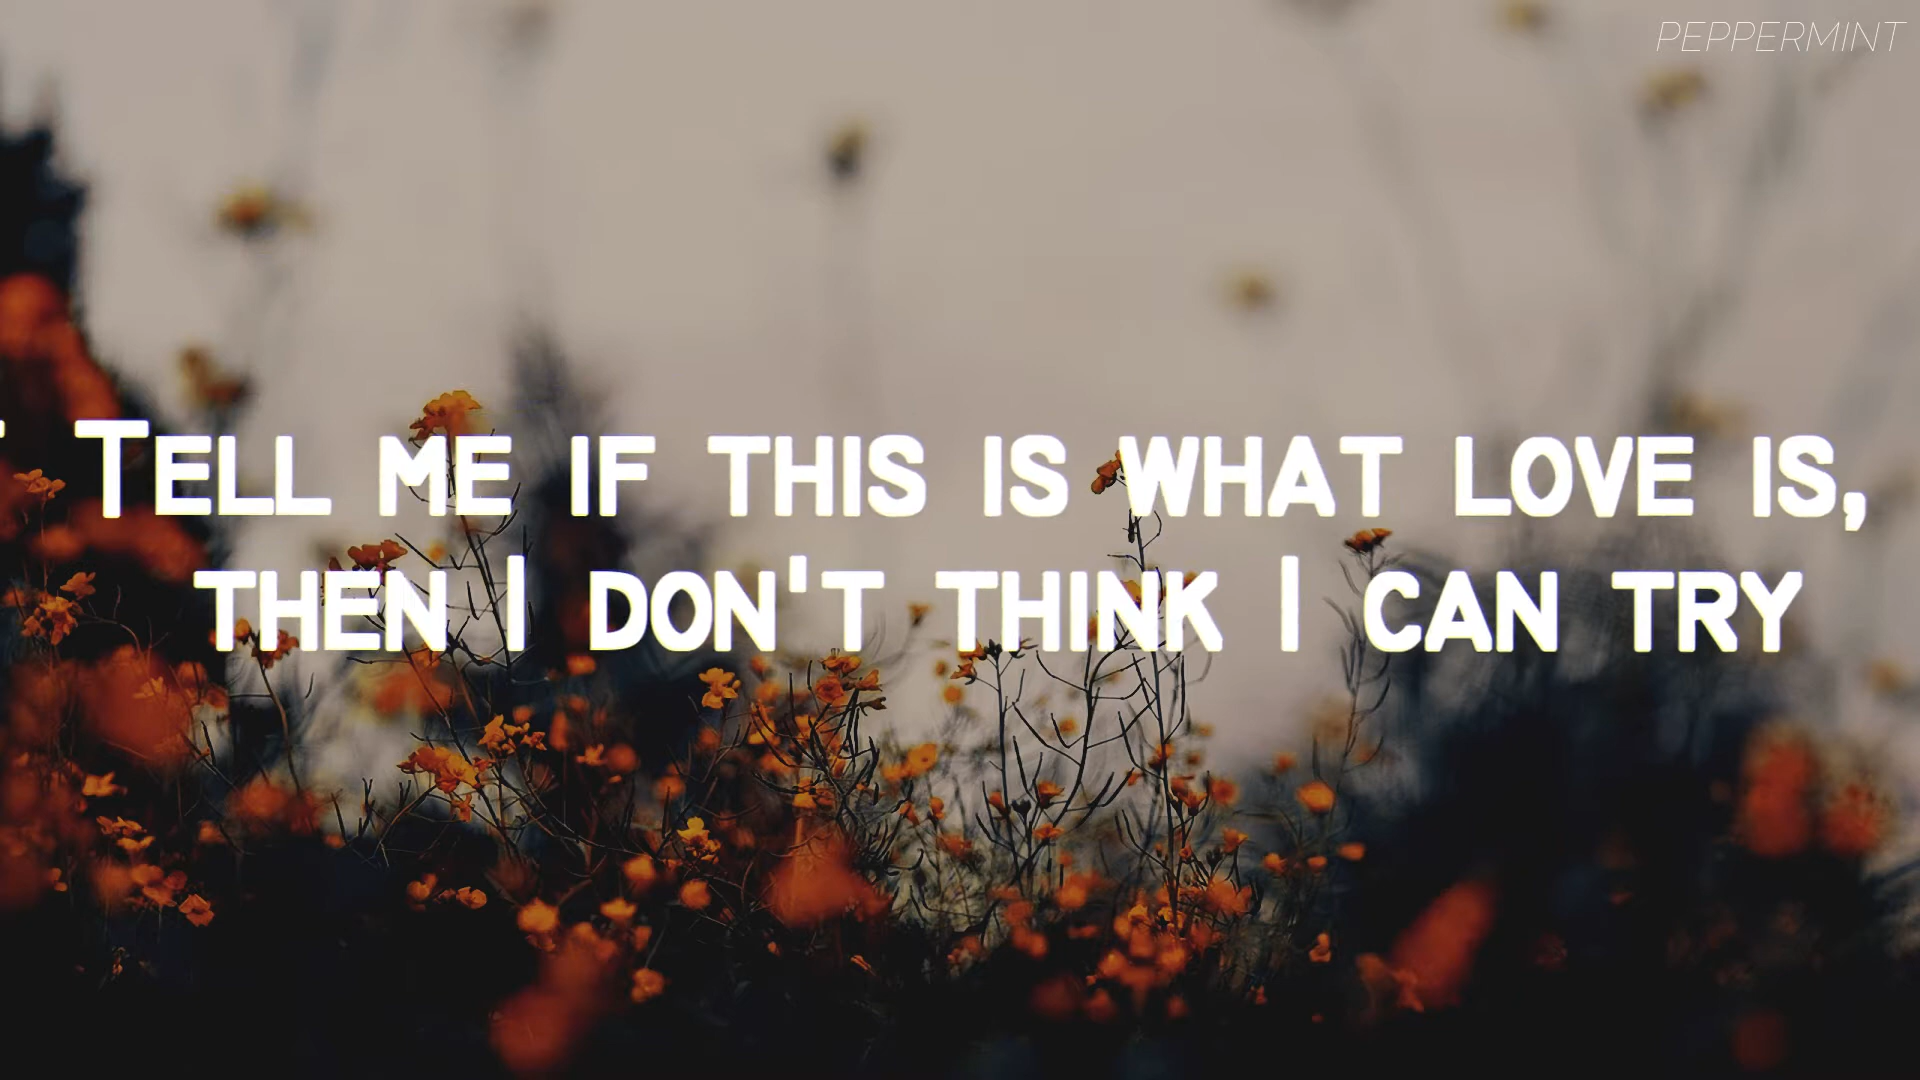 PEPPERMINT
Tell me if this is what love is,
then I don't think I can try